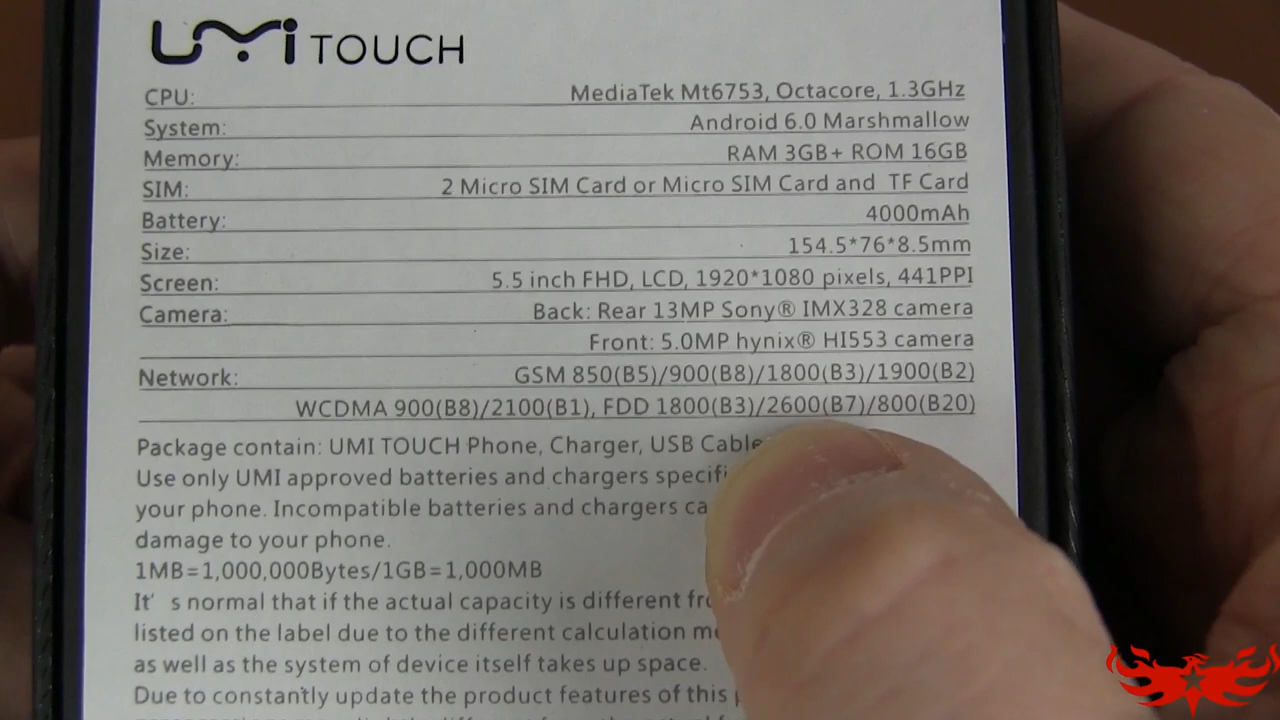 UMi TOUCH
CPU: MediaTek Mt6753, Octacore, 1.3GHz
System: Android 6.0 Marshmallow
Memory: RAM 3GB+ ROM 16GB
SIM: 2 Micro SIM Card or Micro SIM Card and TF Card
Battery: 4000mAh
Size: 154.5*76*8.5mm
Screen: 5.5 inch FHD, LCD, 1920*1080 pixels, 441PPI
Camera: Back: Rear 13MP Sony® IMX328 camera
Front: 5.0MP hynix® HI553 camera
Network: GSM 850(B5)/900(B8)/1800(B3)/1900(B2)
WCDMA 900(B8)/2100(B1), FDD 1800(B3)/2600(B7)/800(B20)
Package contain: UMI TOUCH Phone, Charger, USB Cable
Use only UMI approved batteries and chargers
your phone. Incompatible batteries and chargers
damage to your phone.
1MB=1,000,000Bytes/1GB=1,000MB
It's normal that if the actual capacity is different
listed on the label due to the different calculation
as well as the system of device itself takes up space.
Due to constantly update the product features of this